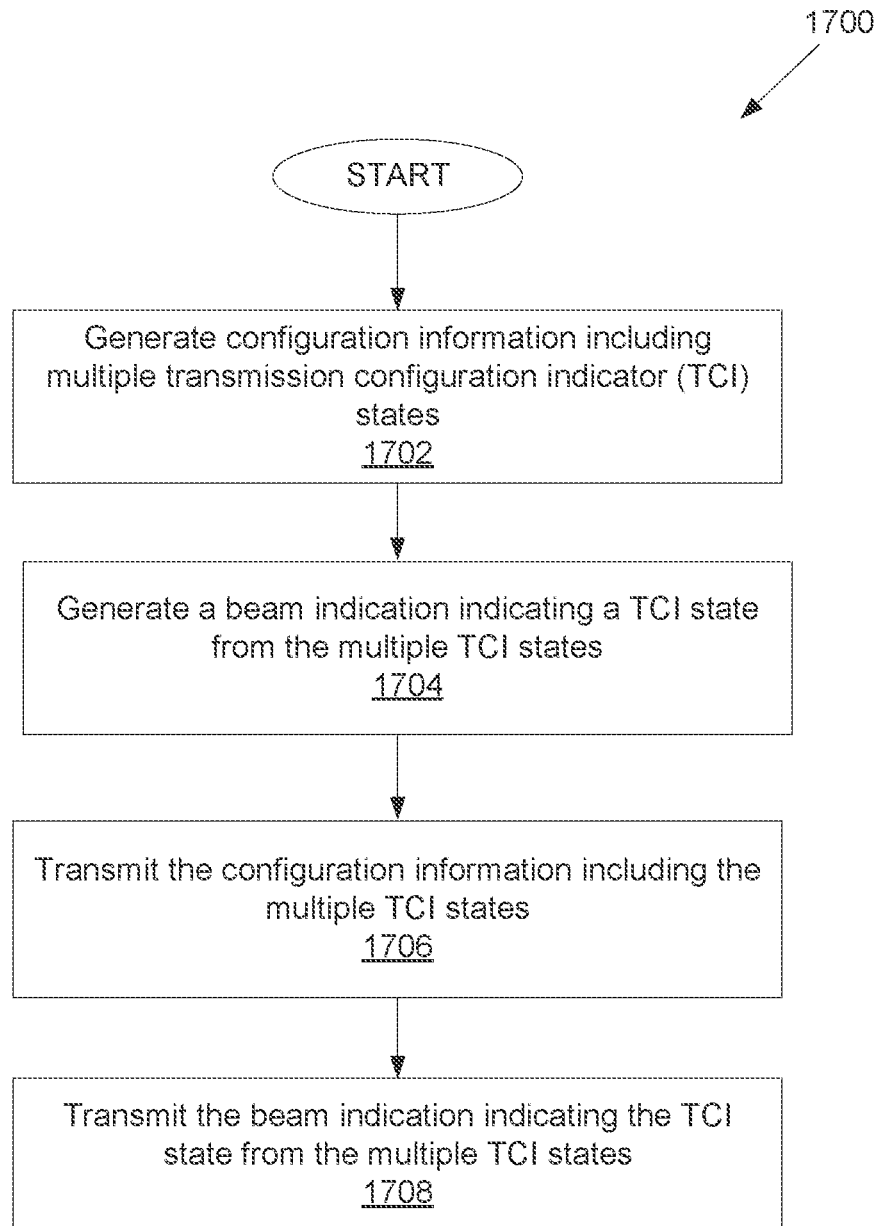 1700
START
Generate configuration information including
multiple transmission configuration indicator (TCI)
states
1702
Generate a beam indication indicating a TCI state
from the multiple TCI states
1704
Transmit the configuration information including the
multiple TCI states
1706
Transmit the beam indication indicating the TCI
state from the multiple TCI states
1708